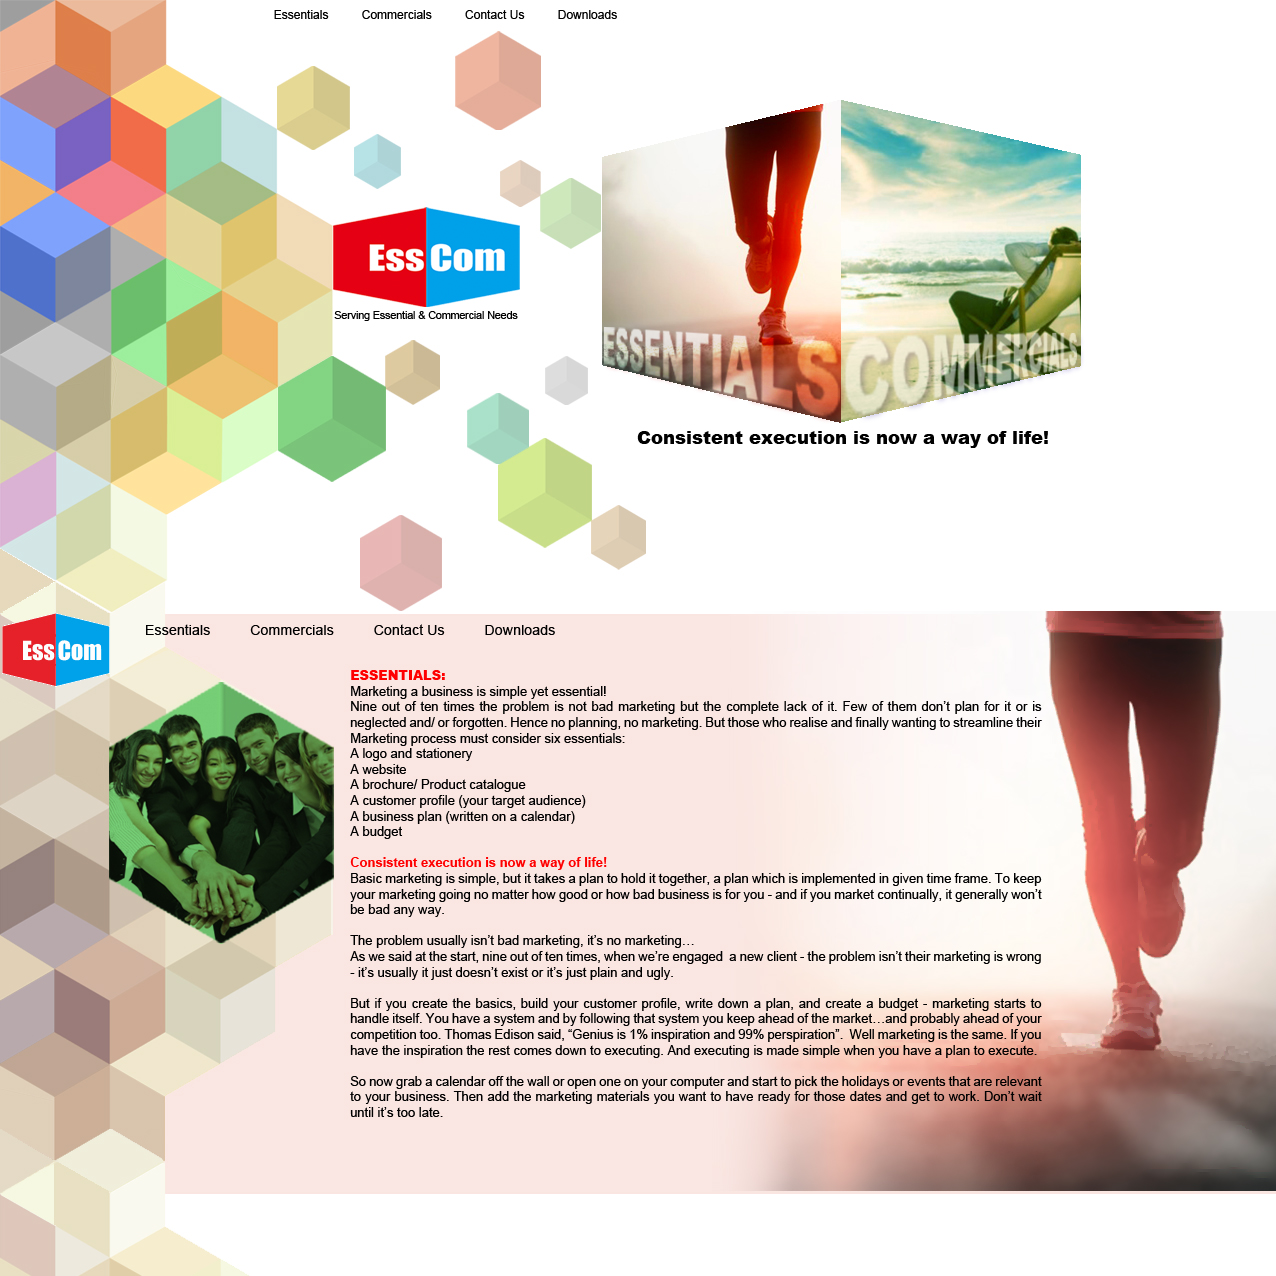 Essentials Commercials Contact Us Downloads
Ess Com
Serving Essential & Commercial Needs
ESSENTIALS COMMERCIALS
Consistent execution is now a way of life!
Ess Com
Essentials Commercials Contact Us Downloads
ESSENTIALS:
Marketing a business is simple yet essential!
Nine out of ten times the problem is not bad marketing but the complete lack of it. Few of them don’t plan for it or is
neglected and/ or forgotten. Hence no planning, no marketing. But those who realise and finally wanting to streamline their
Marketing process must consider six essentials:
A logo and stationery
A website
A brochure/ Product catalogue
A customer profile (your target audience)
A business plan (written on a calendar)
A budget
Consistent execution is now a way of life!
Basic marketing is simple, but it takes a plan to hold it together, a plan which is implemented in given time frame. To keep
your marketing going no matter how good or how bad business is for you - and if you market continually, it generally won’t
be bad any way.
The problem usually isn’t bad marketing, it’s no marketing…
As we said at the start, nine out of ten times, when we’re engaged  a new client - the problem isn’t their marketing is wrong
- it’s usually it just doesn’t exist or it’s just plain and ugly.
But if you create the basics, build your customer profile, write down a plan, and create a budget - marketing starts to
handle itself. You have a system and by following that system you keep ahead of the market…and probably ahead of your
competition too. Thomas Edison said, “Genius is 1% inspiration and 99% perspiration”.  Well marketing is the same. If you
have the inspiration the rest comes down to executing. And executing is made simple when you have a plan to execute.
So now grab a calendar off the wall or open one on your computer and start to pick the holidays or events that are relevant
to your business. Then add the marketing materials you want to have ready for those dates and get to work. Don’t wait
until it’s too late.